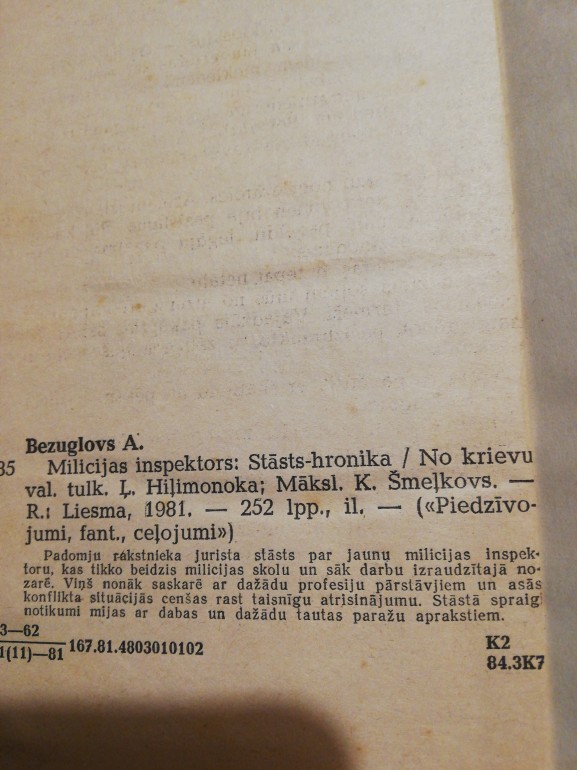 Bezuglovs A.
35 Milicijas inspektors: Stāsts-hronika / No krievu
val. tulk. Ļ. Hiļimonoka; Māksl. K. Šmeļkovs. —
R.: Liesma, 1981. — 252 lpp., il. — («Piedzīvo-
jumi, fant., ceļojumi»)
Padomju rakstnieka jurista stāsts par jaunu milicijas inspek-
toru, kas tikko beidzis milicijas skolu un sāk darbu izraudzītajā no-
zarē. Viņš nonāk saskarē ar dažādu profesiju pārstāvjiem un asās
konflikta situācijās cenšas rast taisnīgu atrisinājumu. Stāstā spraigi
notikumi mijas ar dabas un dažādu tautas paražu aprakstiem.
3—62
1(11)—81 167.81.4803010102
K2
84.3K7